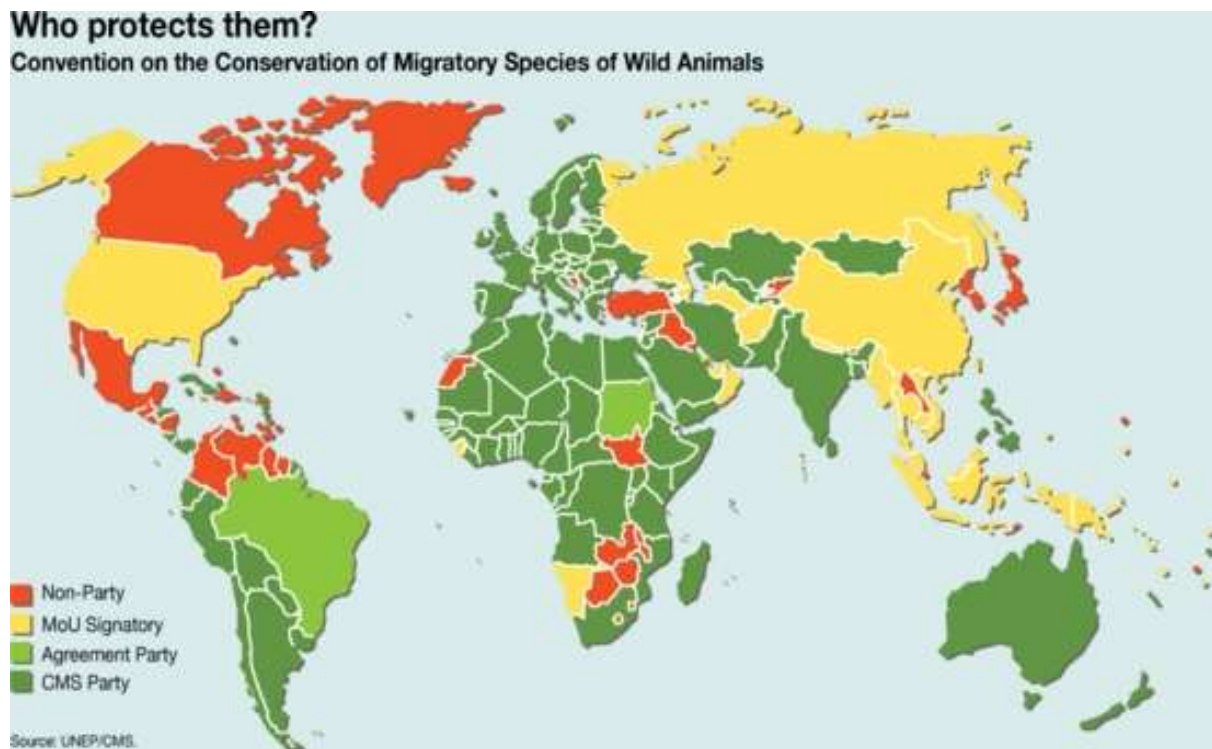 Who protects them?
Convention on the Conservation of Migratory Species of Wild Animals
Non-Party
MoU Signatory
Agreement Party
CMS Party
Source: UNEP/CMS.